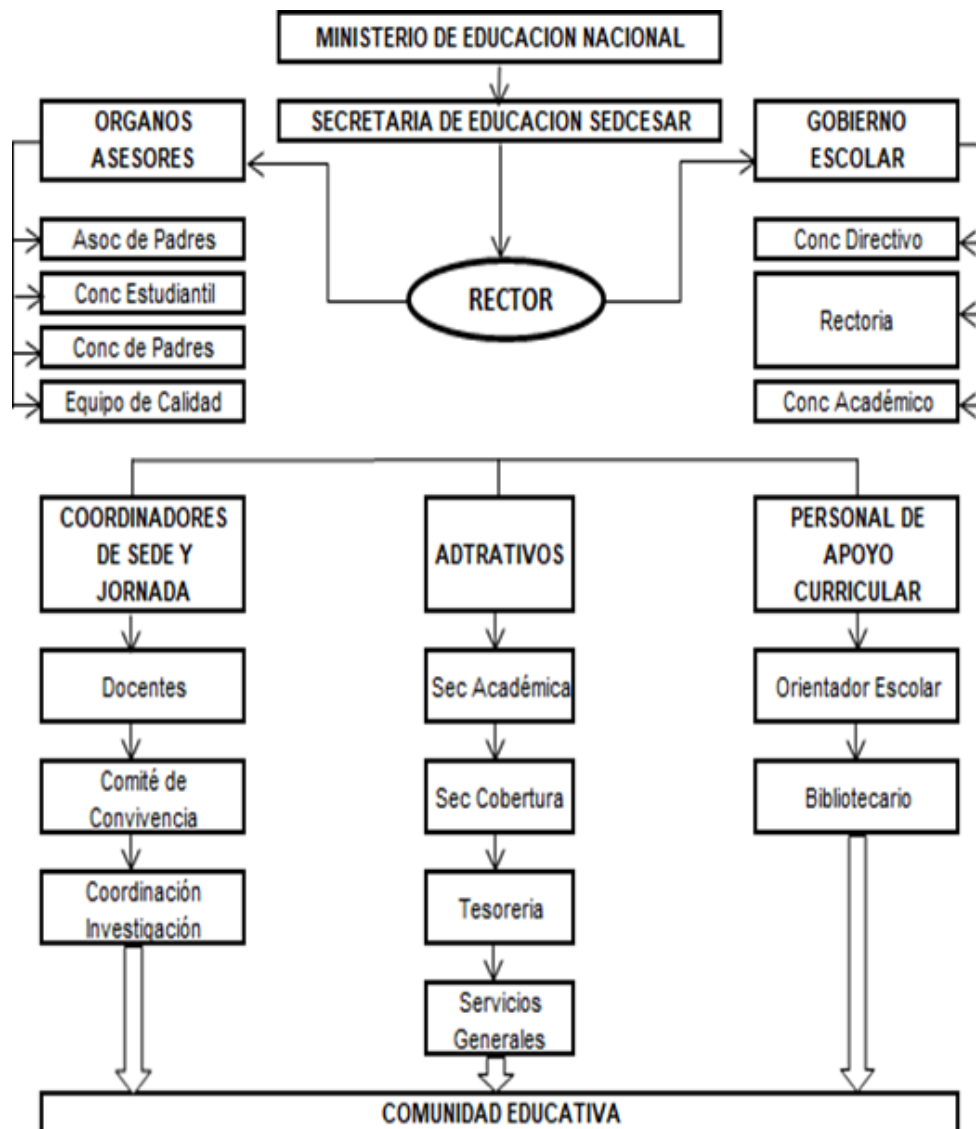 MINISTERIO DE EDUCACION NACIONAL
ORGANOS
ASESORES
SECRETARIA DE EDUCACION SEDCESAR
GOBIERNO
ESCOLAR
Asoc de Padres
Conc Estudiantil
Conc de Padres
Equipo de Calidad
RECTOR
Conc Directivo
Rectoria
Conc Académico
COORDINADORES
DE SEDE Y
JORNADA
Docentes
Comité de
Convivencia
Coordinación
Investigación
ADTRATIVOS
Sec Académica
Sec Cobertura
Tesoreria
Servicios
Generales
PERSONAL DE
APOYO
CURRICULAR
Orientador Escolar
Bibliotecario
COMUNIDAD EDUCATIVA